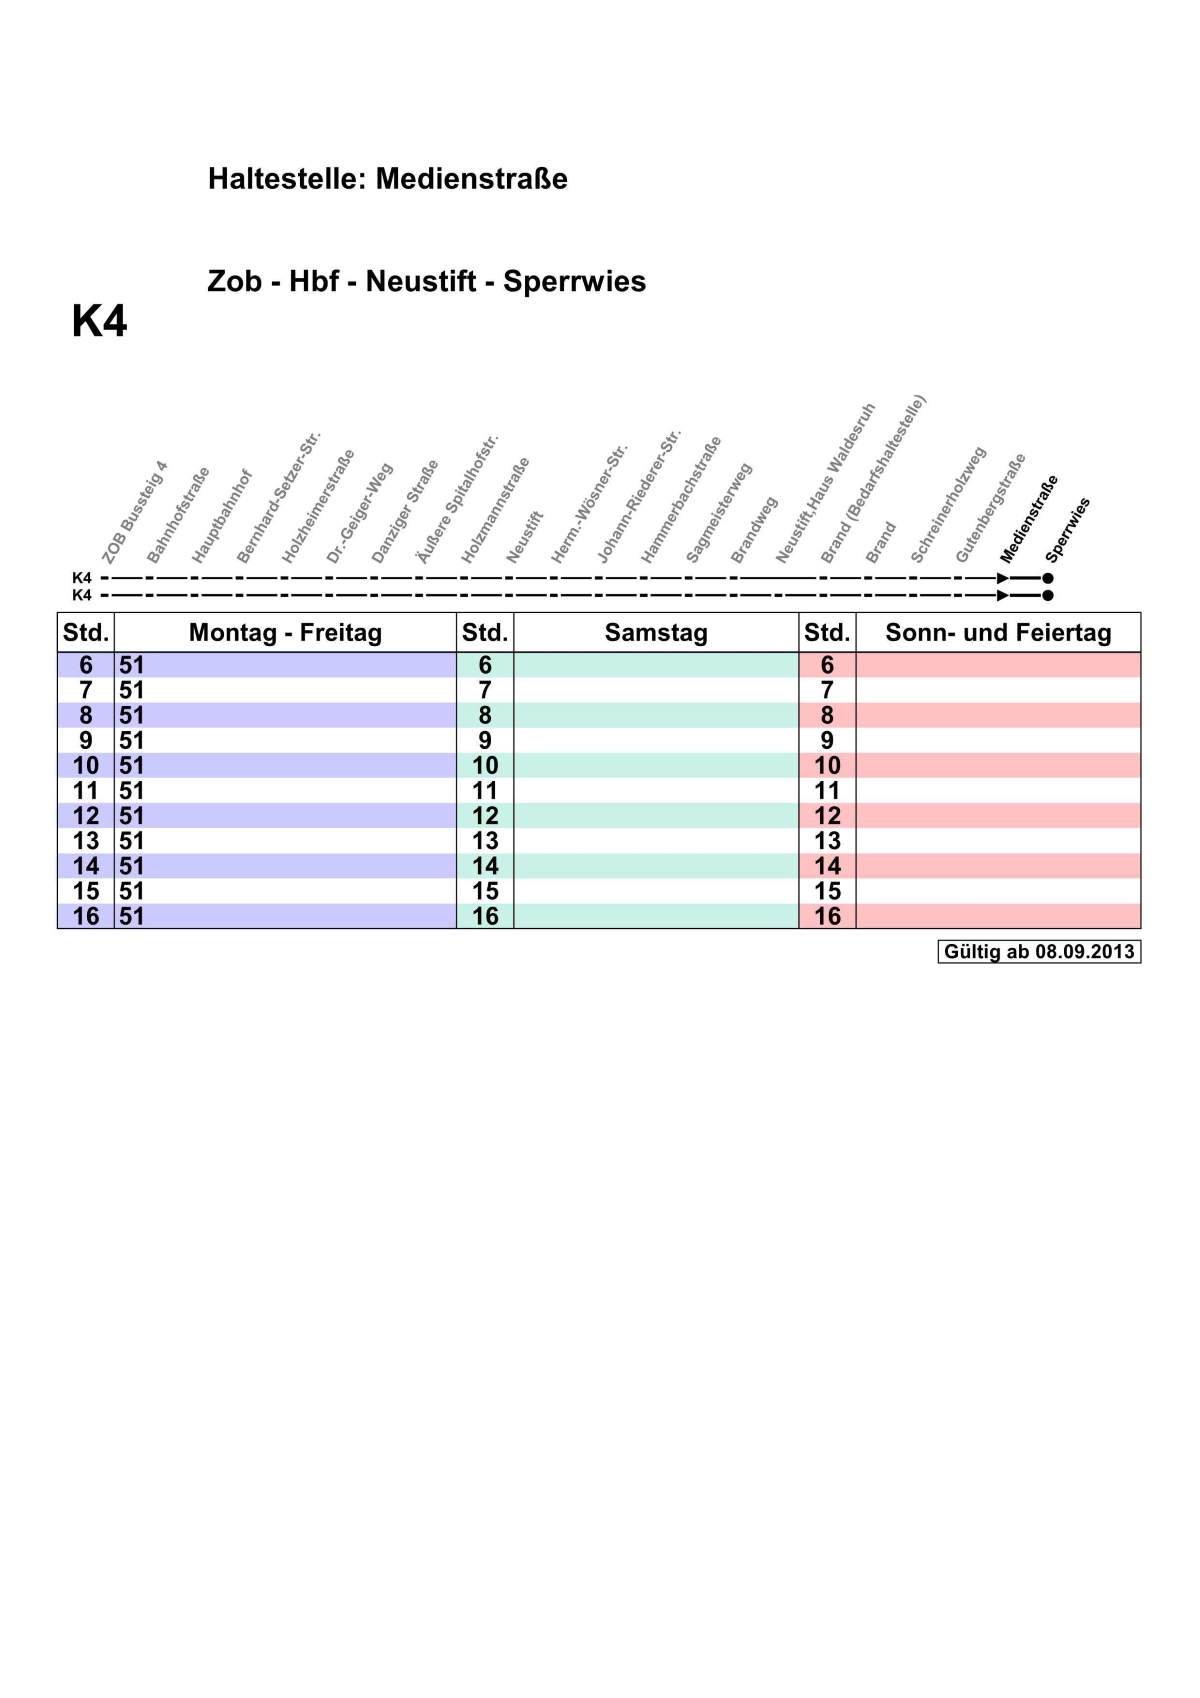 Haltestelle: Medienstraße
Zob - Hbf - Neustift - Sperrwies
K4
ZOB Bussteig 4
Bahnhofstraße
Hauptbahnhof
Bernhard-Setzer-Str.
Holzheimerstraße
Dr.-Geiger-Weg
Danziger Straße
Äußere Spitalhofstr.
Holzmannstraße
Neustift
Herm.-Wösner-Str.
Johann-Riederer-Str.
Hammerbachstraße
Sagmeisterweg
Brandweg
Neustift,Haus Waldesruh
Brand (Bedarfshaltestelle)
Brand
Schreinerholzweg
Gutenbergstraße
Medienstraße
Sperrwies
K4
K4
Std. Montag - Freitag Std. Samstag Std. Sonn- und Feiertag
6 51 6 6
7 51 7 7
8 51 8 8
9 51 9 9
10 51 10 10
11 51 11 11
12 51 12 12
13 51 13 13
14 51 14 14
15 51 15 15
16 51 16 16
Gültig ab 08.09.2013